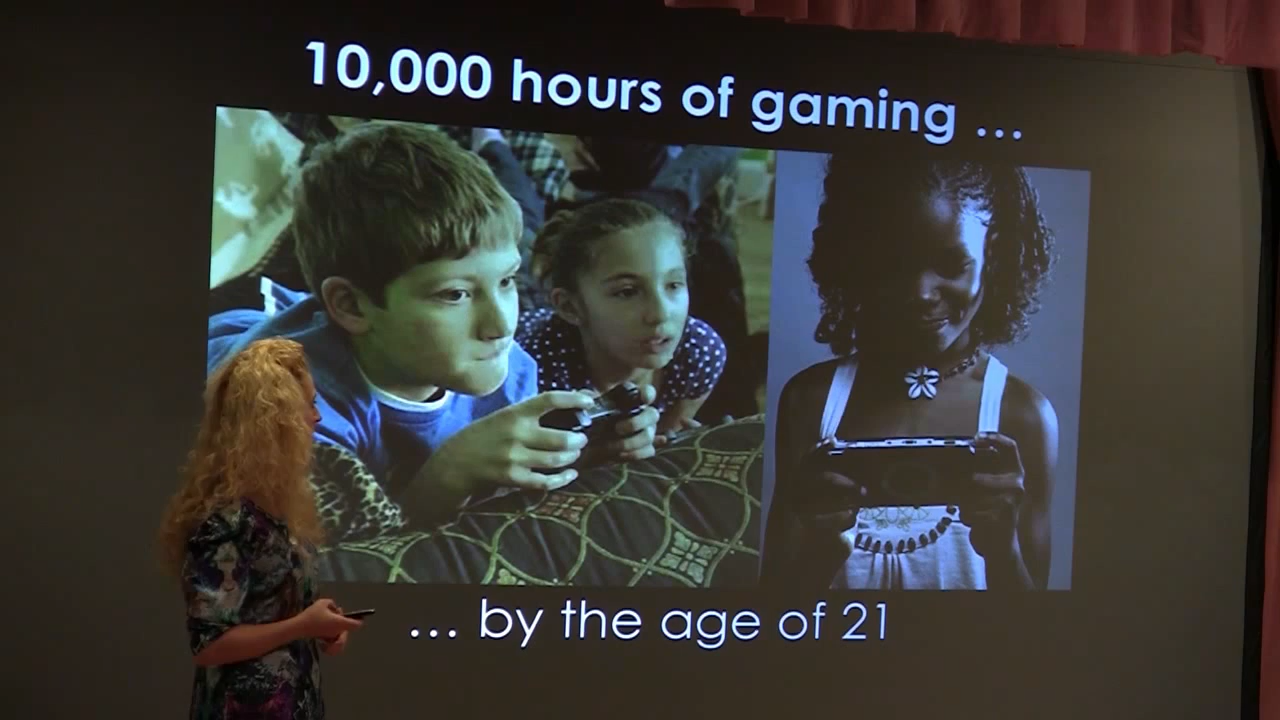 10,000 hours of gaming ...
... by the age of 21